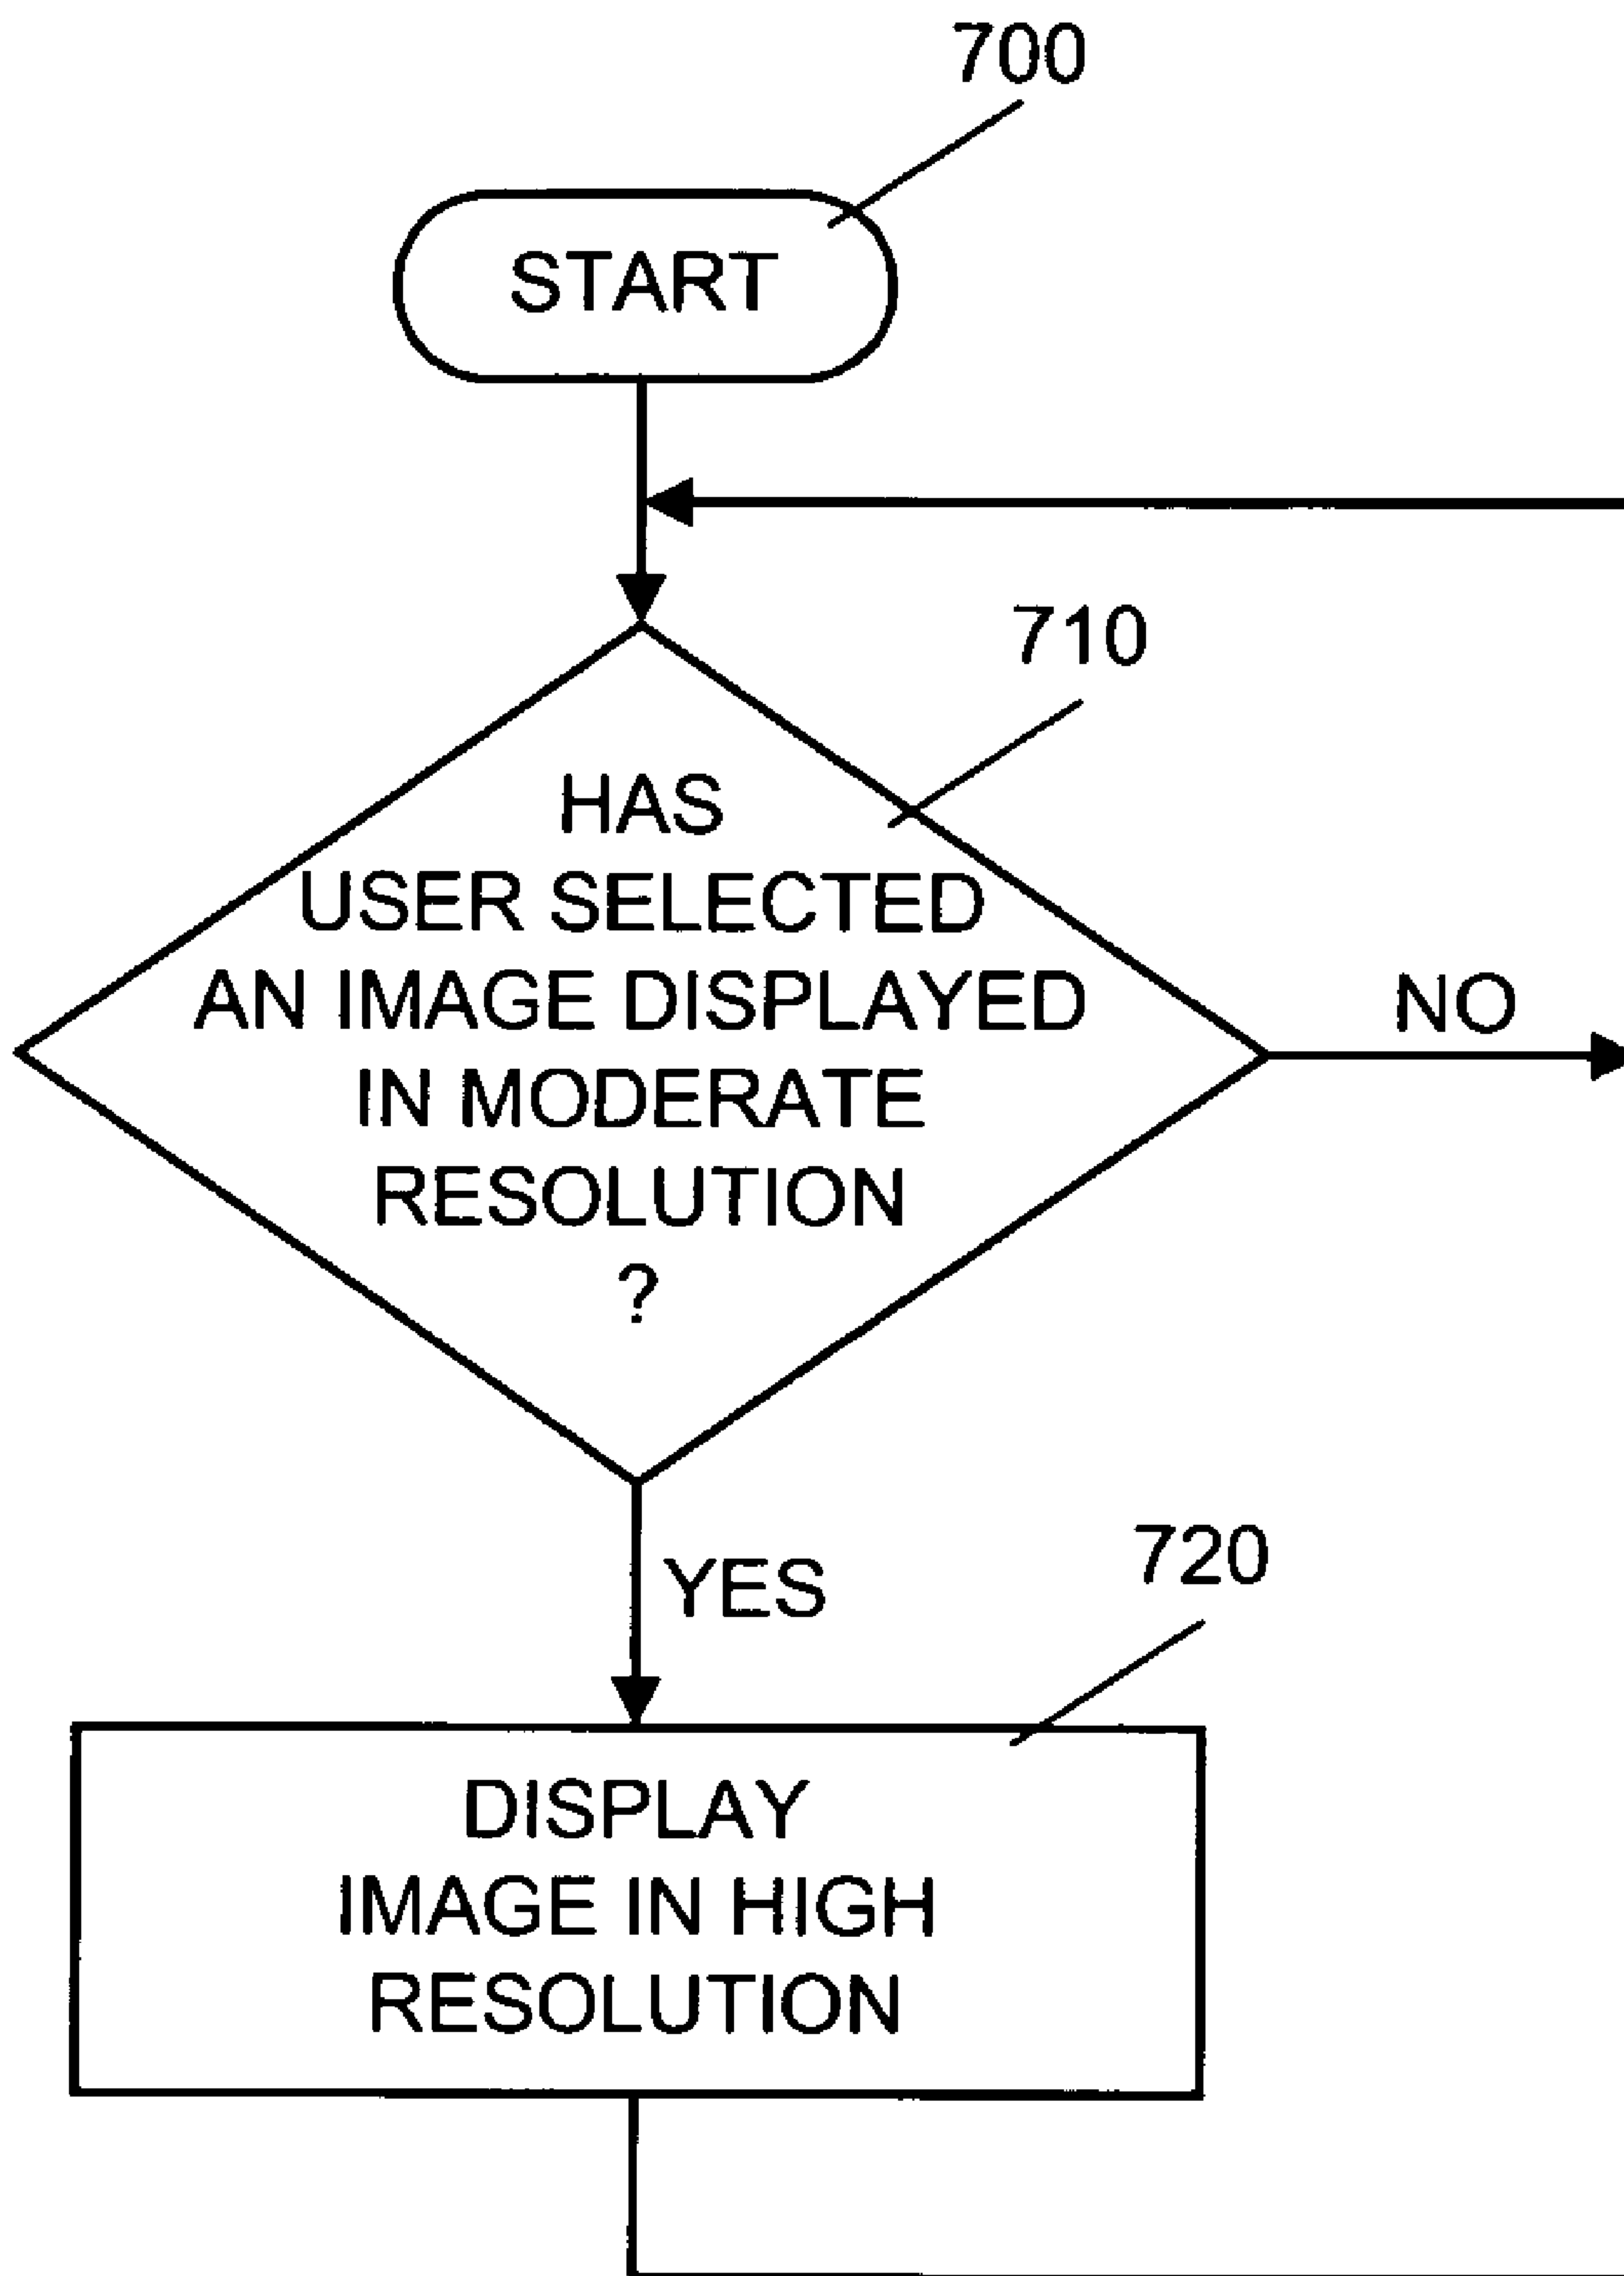 700
START
710
HAS
USER SELECTED
AN IMAGE DISPLAYED
IN MODERATE
RESOLUTION
?
NO
YES
720
DISPLAY
IMAGE IN HIGH
RESOLUTION